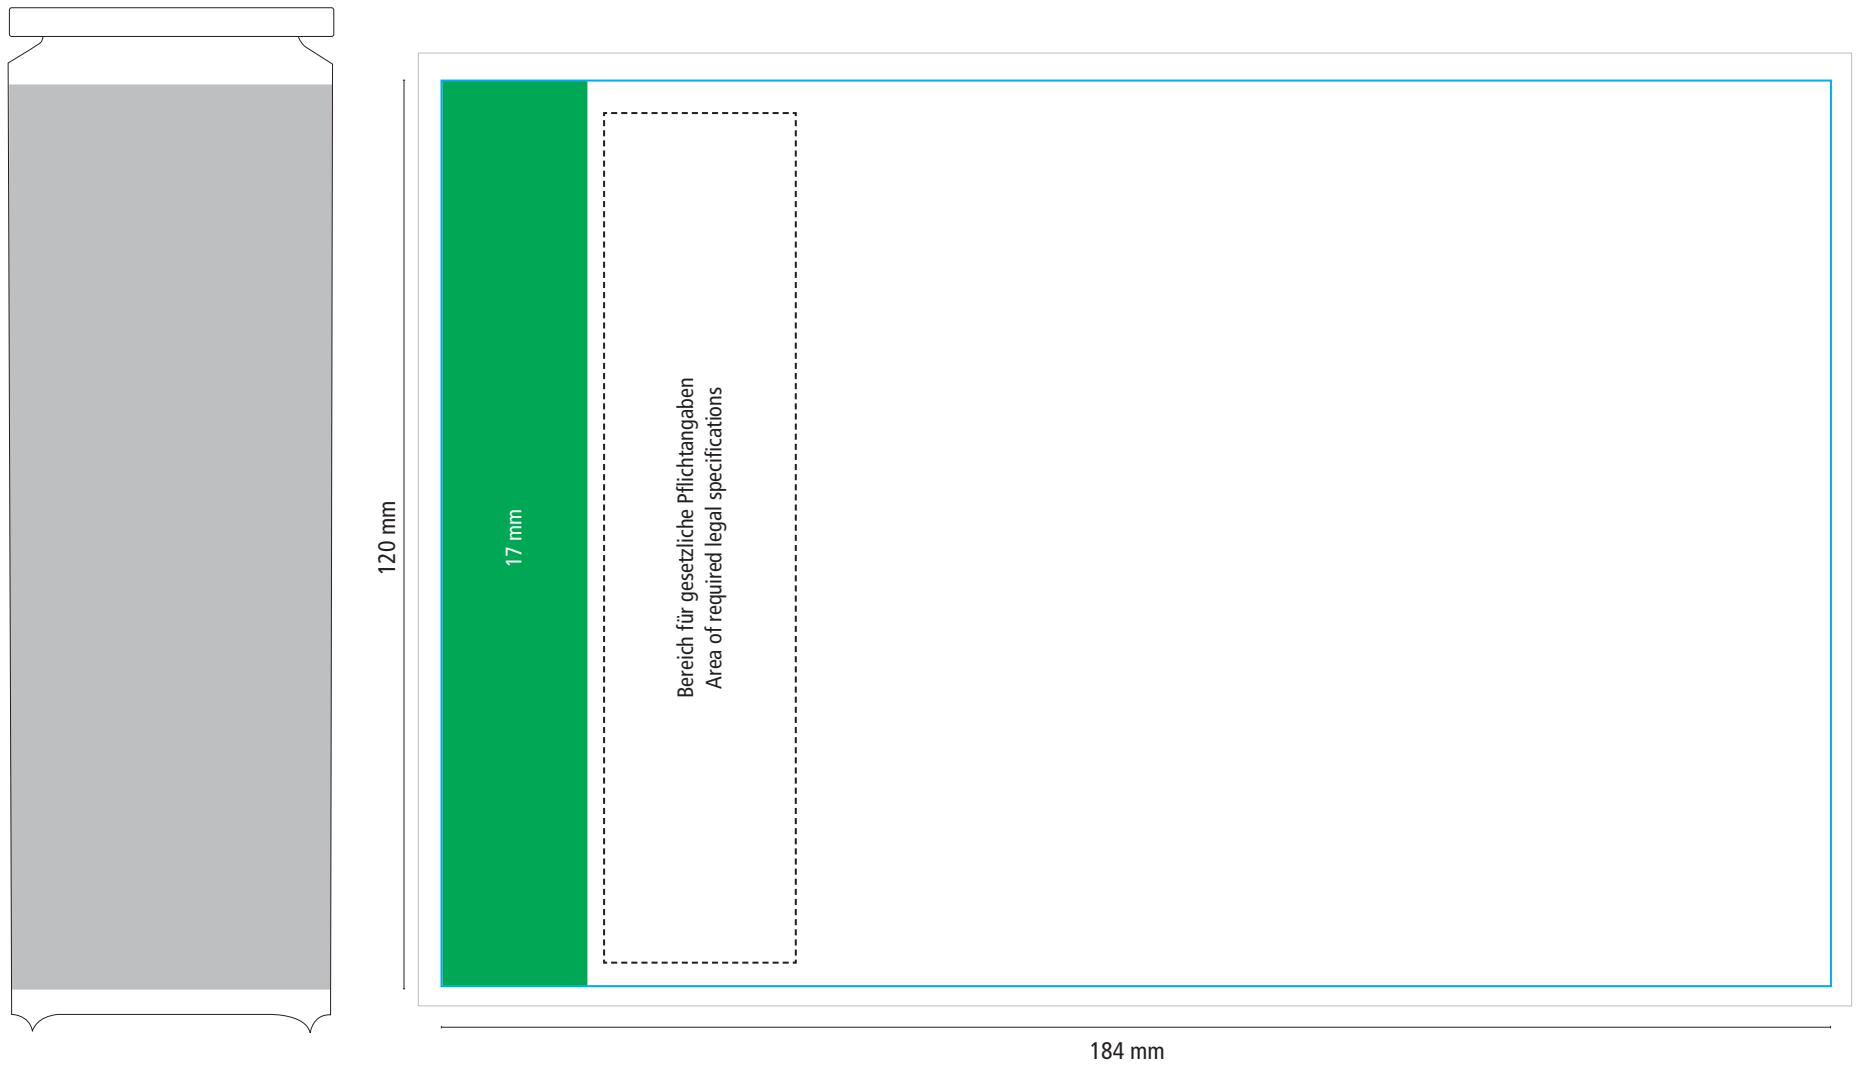 120 mm
17 mm
Bereich für gesetzliche Pflichtangaben
Area of required legal specifications
184 mm